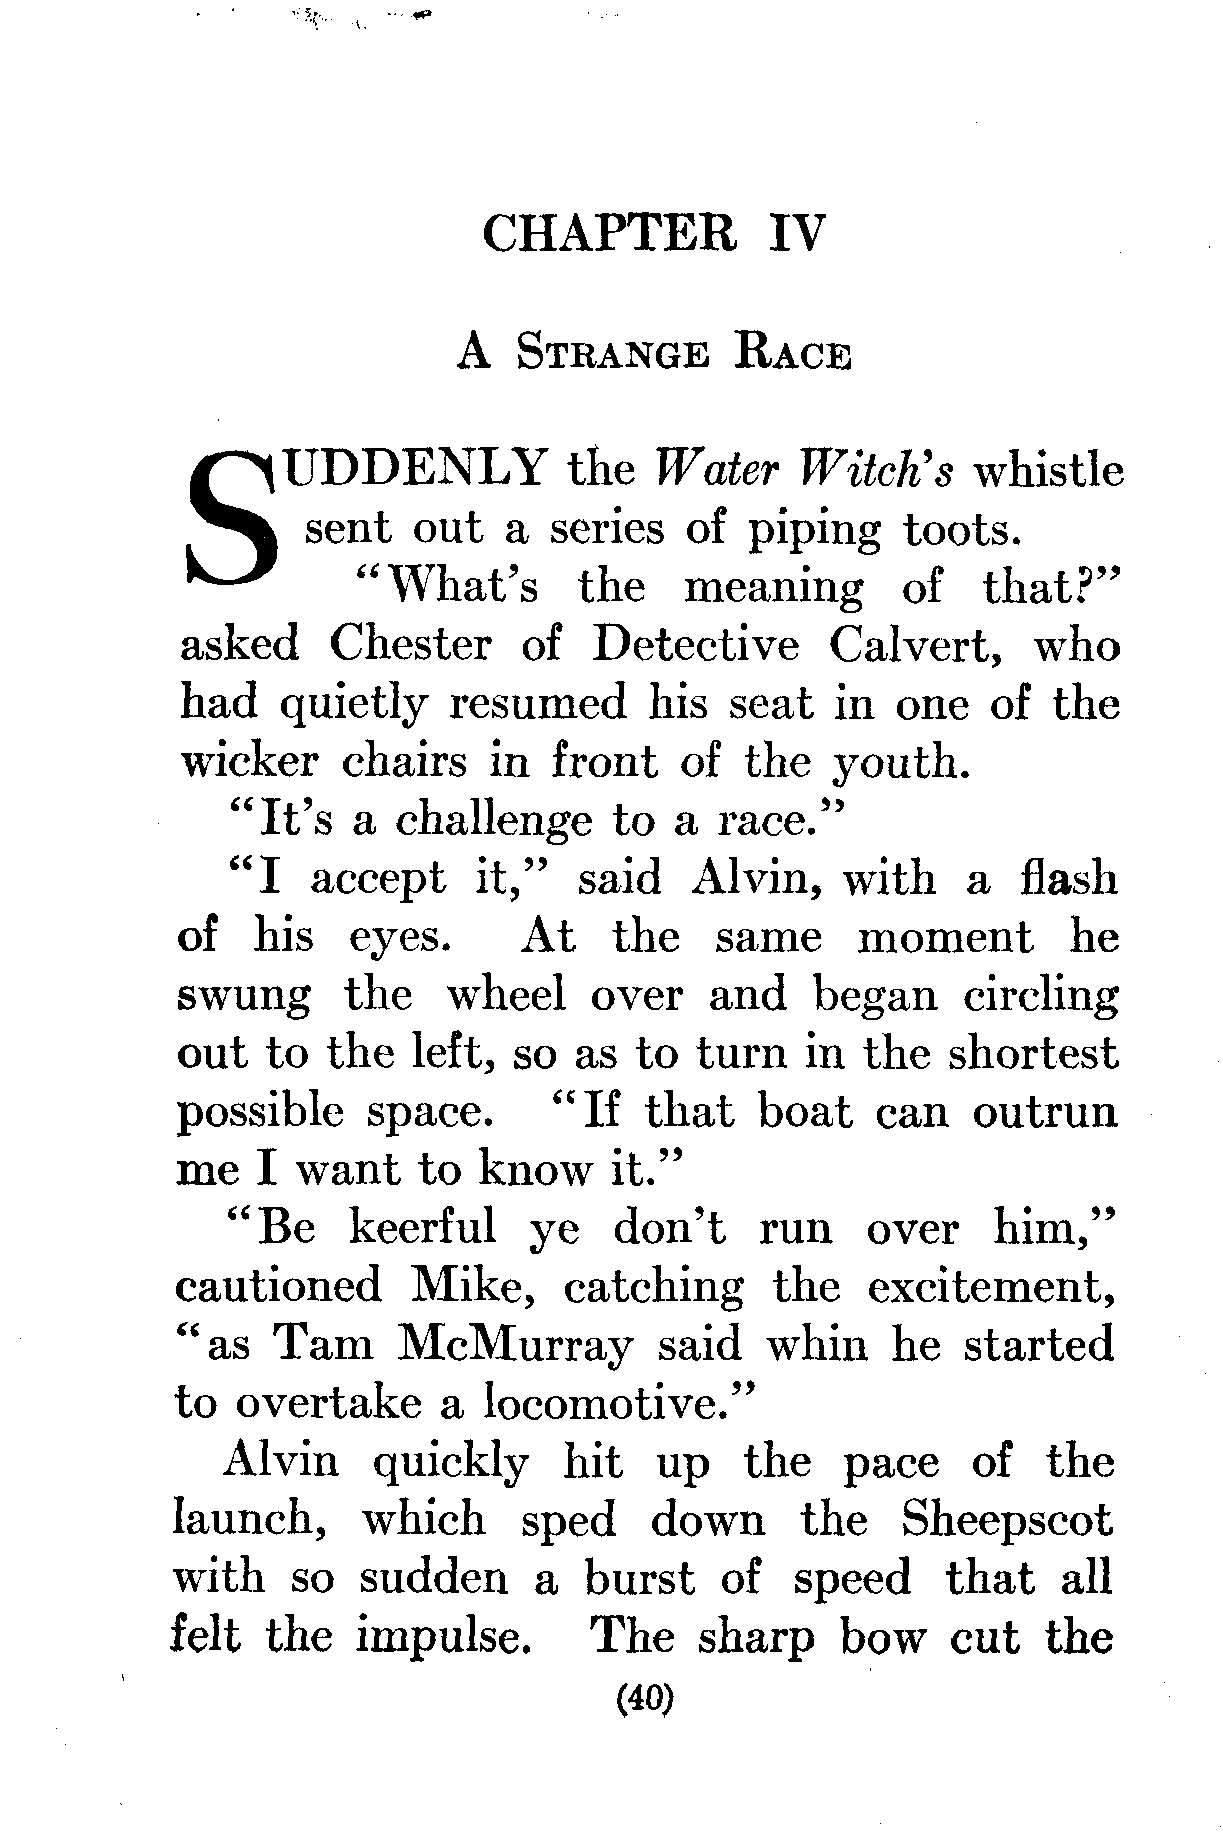 CHAPTER IV
A STRANGE RACE
SUDDENLY the Water Witch's whistle
sent out a series of piping toots.
"What's the meaning of that?"
asked Chester of Detective Calvert, who
had quietly resumed his seat in one of the
wicker chairs in front of the youth.
"It's a challenge to a race."
"I accept it," said Alvin, with a flash
of his eyes. At the same moment he
swung the wheel over and began circling
out to the left, so as to turn in the shortest
possible space. "If that boat can outrun
me I want to know it."
"Be keerful ye don't run over him,"
cautioned Mike, catching the excitement,
"as Tam McMurray said whin he started
to overtake a locomotive."
Alvin quickly hit up the pace of the
launch, which sped down the Sheepscot
with so sudden a burst of speed that all
felt the impulse. The sharp bow cut the
(40)